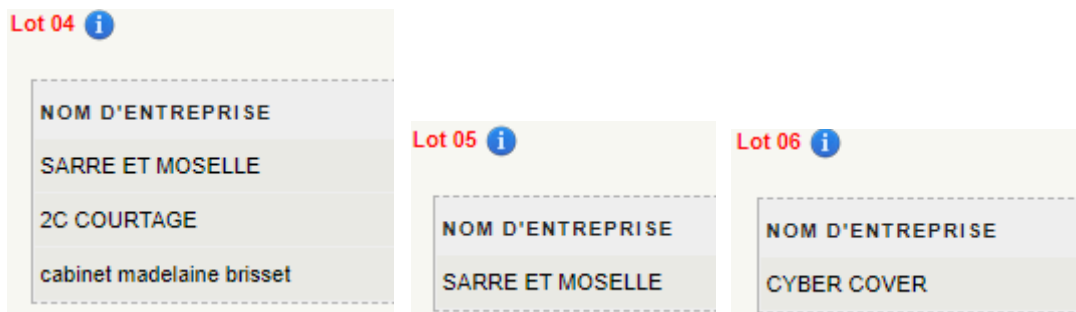 Lot 04
NOM D'ENTREPRISE
SARRE ET MOSELLE
2C COURTAGE
cabinet madelaine brisset
Lot 05
NOM D'ENTREPRISE
SARRE ET MOSELLE
Lot 06
NOM D'ENTREPRISE
CYBER COVER